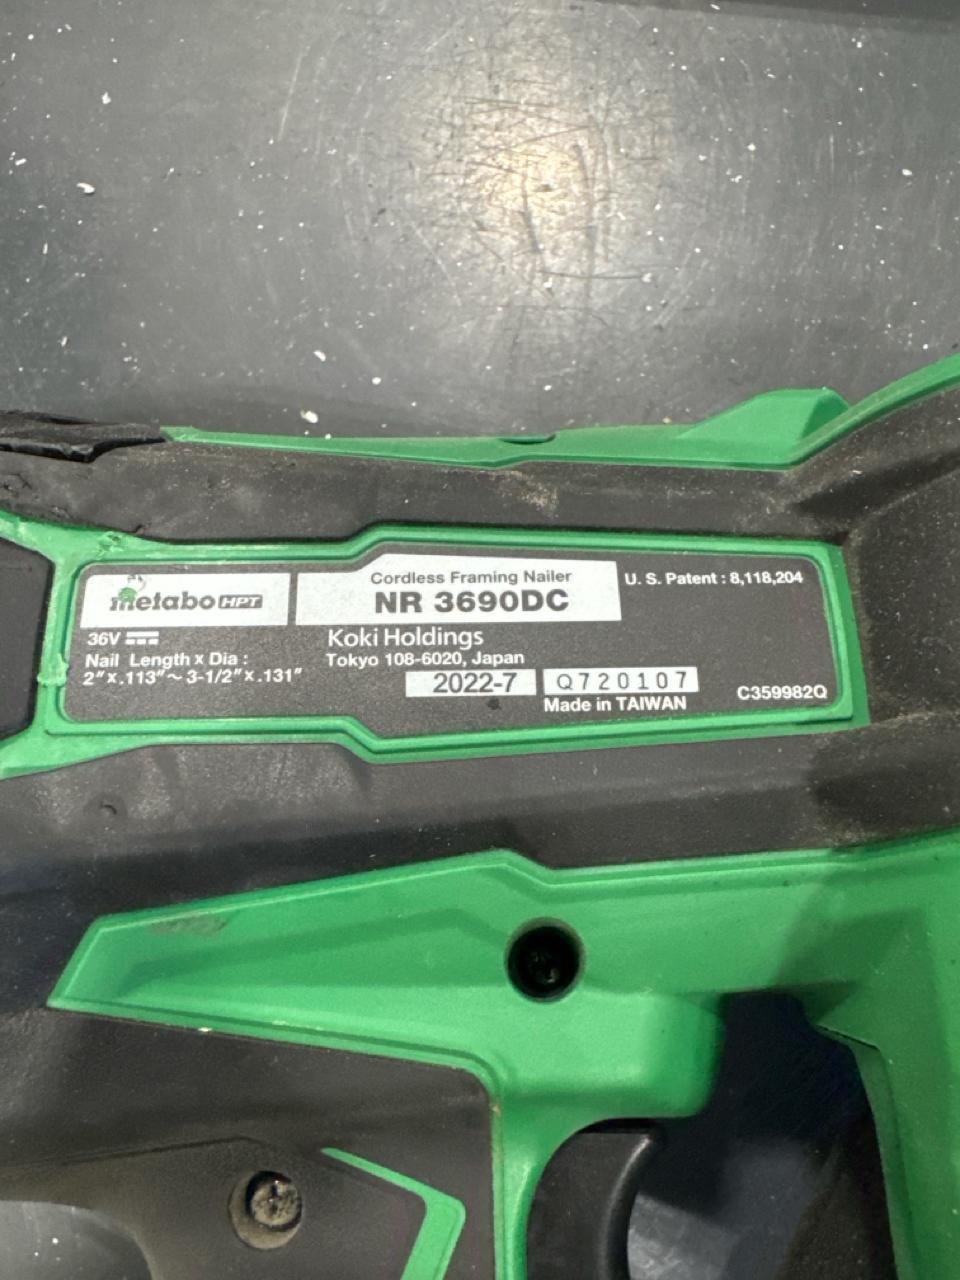 metabo HPT
Cordless Framing Nailer
NR 3690DC
U. S. Patent : 8,118,204
36V
Nail Length x Dia :
2"x.113"~3-1/2"x.131"
Koki Holdings
Tokyo 108-6020, Japan
2022-7
Q720107
Made in TAIWAN
C359982Q